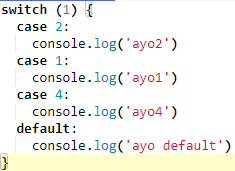 switch (1) {
  case 2:
    console.log('ayo2')
  case 1:
    console.log('ayo1')
  case 4:
    console.log('ayo4')
  default:
    console.log('ayo default')
}